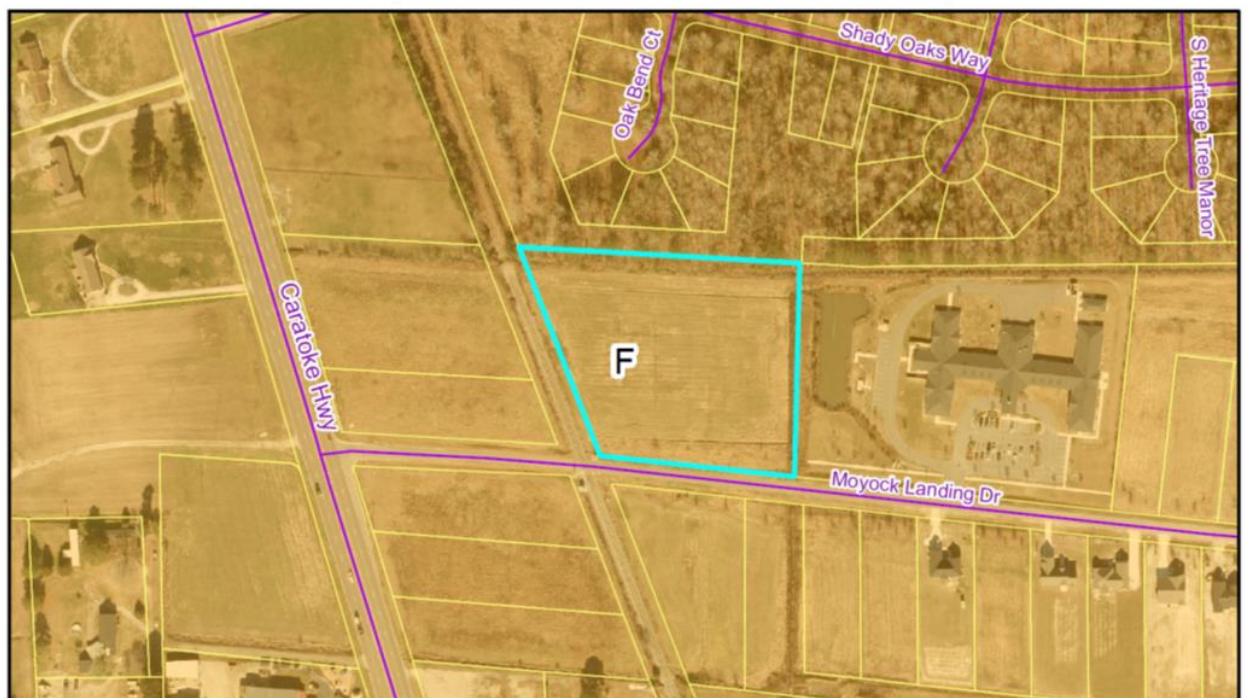 Shady Oaks Way
Oak Bend Ct
S Heritage Tree Manor
Caratoke Hwy
F
Moyock Landing Dr